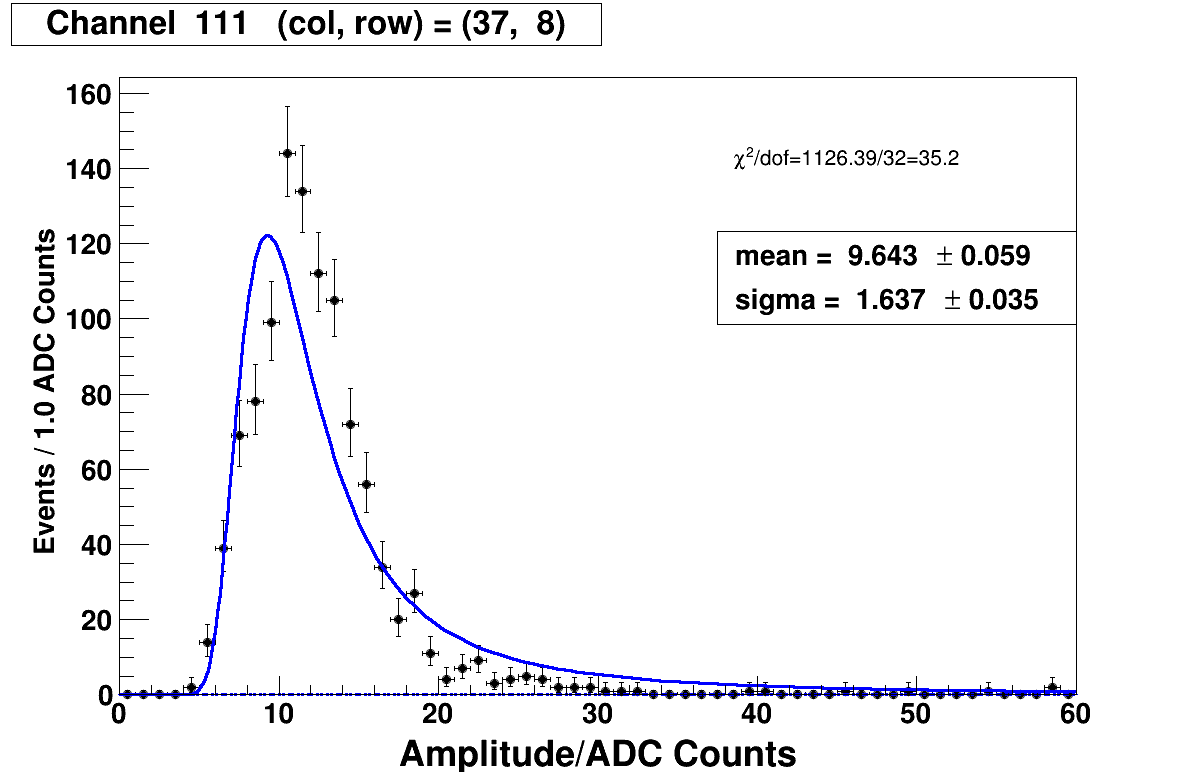 Channel 111 (col, row) = (37, 8)
160
140
120
100
80
60
40
20
0
Events / 1.0 ADC Counts
χ²/dof=1126.39/32=35.2
mean = 9.643 ± 0.059
sigma = 1.637 ± 0.035
0 10 20 30 40 50 60
Amplitude/ADC Counts